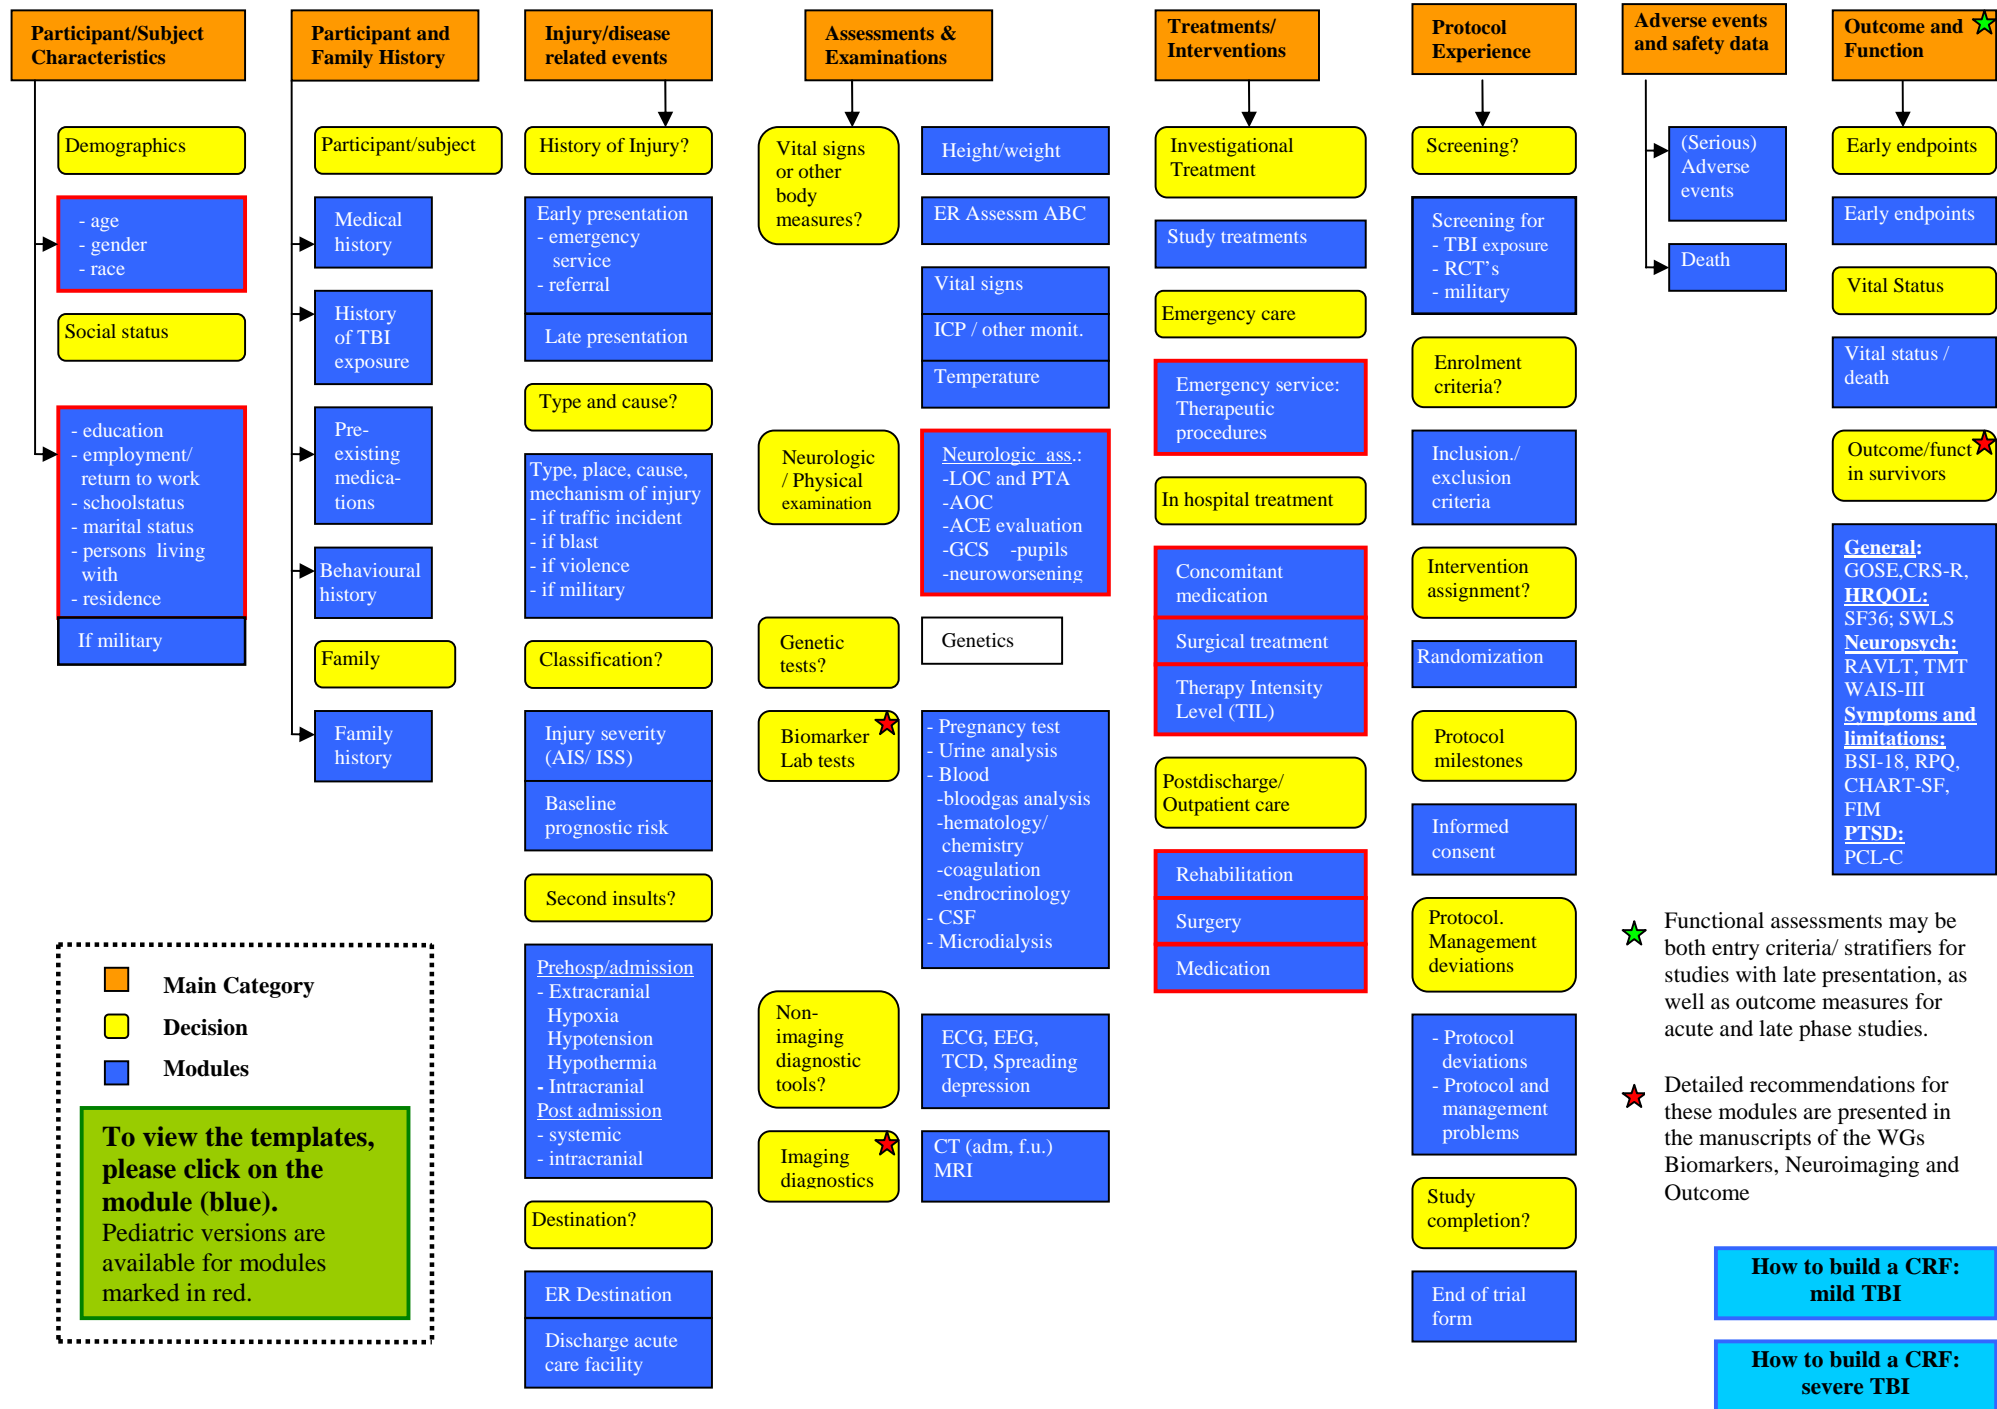 Participant/Subject
Characteristics
Demographics
- age
- gender
- race
Social status
- education
- employment/
return to work
- schoolstatus
- marital status
- persons living
with
- residence
If military
Participant and
Family History
Participant/subject
Medical
history
History
of TBI
exposure
Pre-
existing
medica-
tions
Behavioural
history
Family
Family
history
Injury/disease
related events
History of Injury?
Early presentation
- emergency
service
- referral
Late presentation
Type and cause?
Type, place, cause,
mechanism of injury
- if traffic incident
- if blast
- if violence
- if military
Classification?
Injury severity
(AIS/ ISS)
Baseline
prognostic risk
Second insults?
Prehosp/admission
- Extracranial
Hypoxia
Hypotension
Hypothermia
- Intracranial
Post admission
- systemic
- intracranial
Destination?
ER Destination
Discharge acute
care facility
Assessments &
Examinations
Vital signs
or other
body
measures?
Height/weight
ER Assessm ABC
Vital signs
ICP / other monit.
Temperature
Neurologic
/ Physical
examination
Neurologic ass.:
-LOC and PTA
-AOC
-ACE evaluation
-GCS -pupils
-neuroworsening
Genetic
tests?
Genetics
Biomarker
Lab tests
- Pregnancy test
- Urine analysis
- Blood
-bloodgas analysis
-hematology/
chemistry
-coagulation
-endrocrinology
- CSF
- Microdialysis
Non-
imaging
diagnostic
tools?
ECG, EEG,
TCD, Spreading
depression
Imaging
diagnostics
CT (adm, f.u.)
MRI
Treatments/
Interventions
Investigational
Treatment
Study treatments
Emergency care
Emergency service:
Therapeutic
procedures
In hospital treatment
Concomitant
medication
Surgical treatment
Therapy Intensity
Level (TIL)
Postdischarge/
Outpatient care
Rehabilitation
Surgery
Medication
Protocol
Experience
Screening?
Screening for
- TBI exposure
- RCT's
- military
Enrolment
criteria?
Inclusion./
exclusion
criteria
Intervention
assignment?
Randomization
Protocol
milestones
Informed
consent
Protocol.
Management
deviations
- Protocol
deviations
- Protocol and
management
problems
Study
completion?
End of trial
form
Adverse events
and safety data
(Serious)
Adverse
events
Death
Outcome and
Function
Early endpoints
Early endpoints
Vital Status
Vital status /
death
Outcome/funct
in survivors
General:
GOSE,CRS-R,
HRQOL:
SF36; SWLS
Neuropsych:
RAVLT, TMT
WAIS-III
Symptoms and
limitations:
BSI-18, RPQ,
CHART-SF,
FIM
PTSD:
PCL-C
Functional assessments may be
both entry criteria/ stratifiers for
studies with late presentation, as
well as outcome measures for
acute and late phase studies.
Detailed recommendations for
these modules are presented in
the manuscripts of the WGs
Biomarkers, Neuroimaging and
Outcome
Main Category
Decision
Modules
To view the templates,
please click on the
module (blue).
Pediatric versions are
available for modules
marked in red.
How to build a CRF:
mild TBI
How to build a CRF:
severe TBI